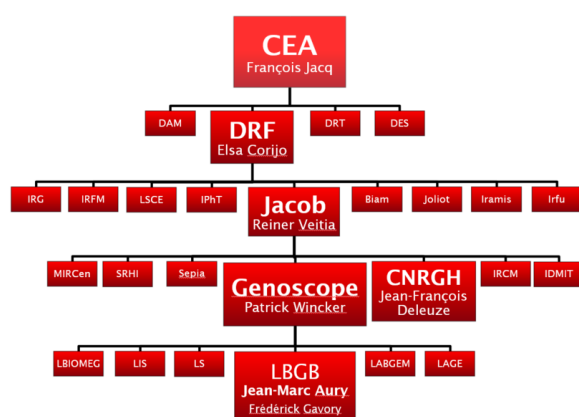 CEA
François Jacq
DAM
DRF
Elsa Corijo
DRT
DES
IRG
IRFM
LSCE
IPhT
Jacob
Reiner Veitia
Biam
Joliot
Iramis
Irfu
MIRCen
SRHI
Sepia
Genoscope
Patrick Wincker
CNRGH
Jean-François
Deleuze
IRCM
IDMIT
LBIOMEG
LIS
LS
LBGB
Jean-Marc Aury
Frédérick Gavory
LABGEM
LAGE